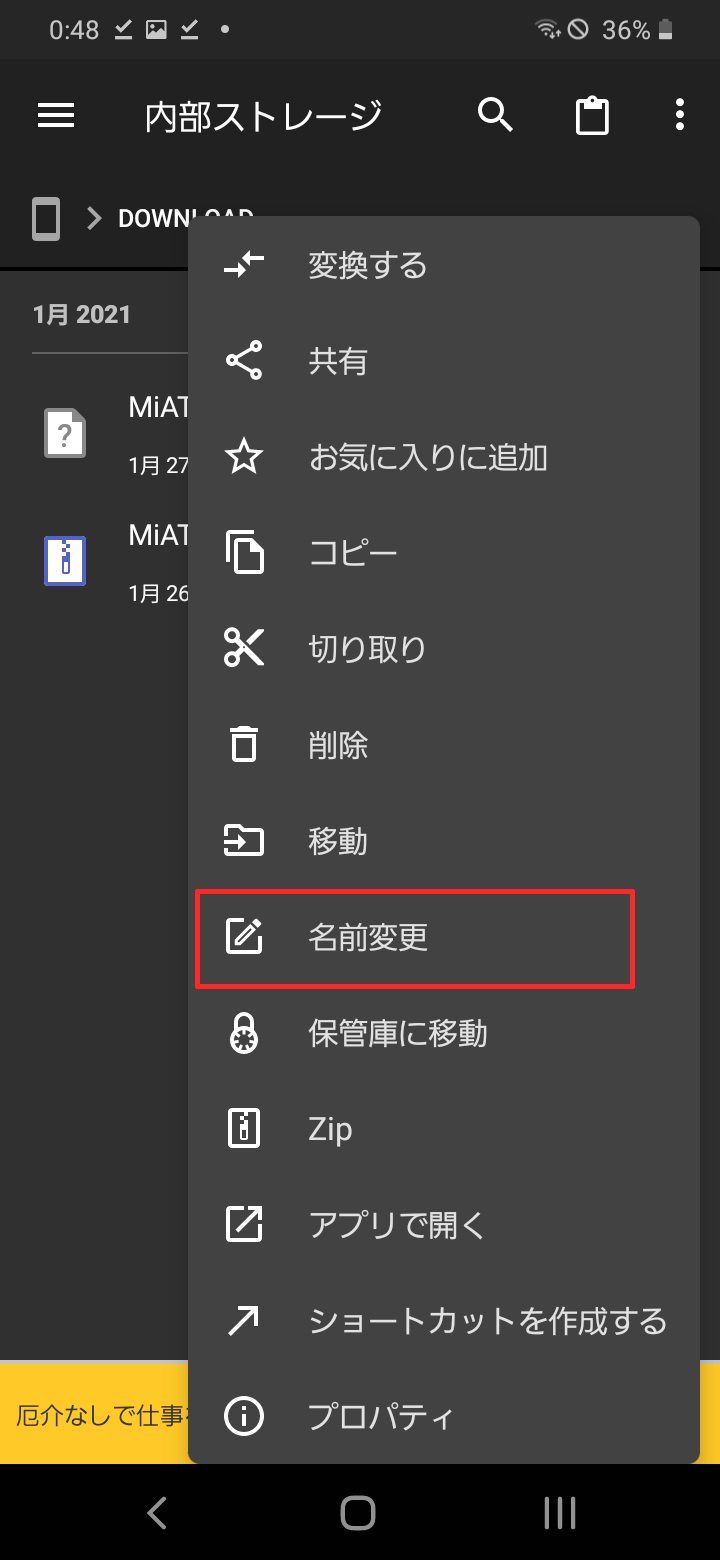 0:48
36%
内部ストレージ
1月 2021
MiAT
1月 27
MiAT
1月 26
変換する
共有
お気に入りに追加
コピー
切り取り
削除
移動
名前変更
保管庫に移動
Zip
アプリで開く
ショートカットを作成する
プロパティ
厄介なしで仕事